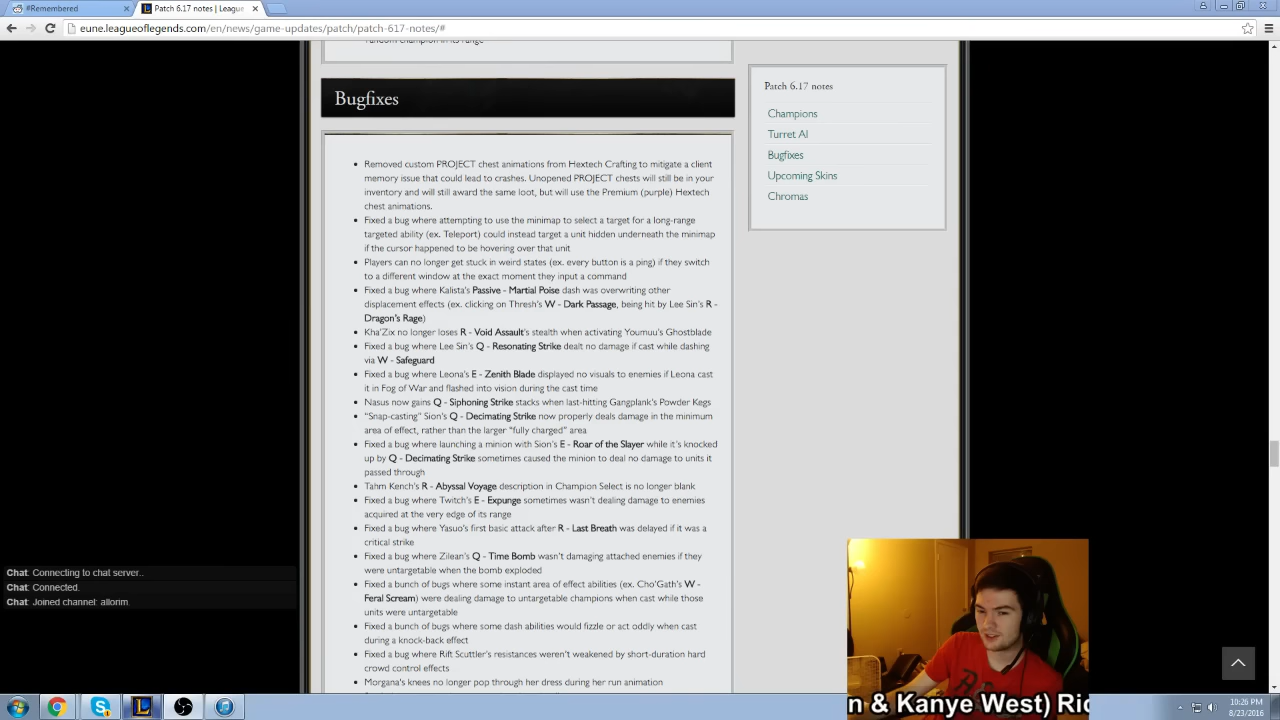 #Remembered
Patch 6.17 notes | Leagu
eune.leagueoflegends.com/en/news/game-updates/patch/patch-617-notes/#
Bugfixes
Removed custom PROJECT chest animations from Hextech Crafting to mitigate a client
memory issue that could lead to crashes. Unopened PROJECT chests will still be in your
inventory and will still award the same loot, but will use the Premium (purple) Hextech
chest animations.
Fixed a bug where attempting to use the minimap to select a target for a long-range
targeted ability (ex. Teleport) could instead target a unit hidden underneath the minimap
if the cursor happened to be hovering over that unit
Players can no longer get stuck in weird states (ex. every button is a ping) if they switch
to a different window at the exact moment they input a command
Fixed a bug where Kalista's Passive - Martial Poise dash was overwriting other
displacement effects (ex. clicking on Thresh's W - Dark Passage, being hit by Lee Sin's R -
Dragon's Rage)
Kha'Zix no longer loses R - Void Assault's stealth when activating Youmuu's Ghostblade
Fixed a bug where Lee Sin's Q - Resonating Strike dealt no damage if cast while dashing
via W - Safeguard
Fixed a bug where Leona's E - Zenith Blade displayed no visuals to enemies if Leona cast
it in Fog of War and flashed into vision during the cast time
Nasus now gains Q - Siphoning Strike stacks when last-hitting Gangplank's Powder Kegs
"Snap-casting" Sion's Q - Decimating Strike now properly deals damage in the minimum
area of effect, rather than the larger "fully charged" area
Fixed a bug where launching a minion with Sion's E - Roar of the Slayer while it's knocked
up by Q - Decimating Strike sometimes caused the minion to deal no damage to units it
passed through
Tahm Kench's R - Abyssal Voyage description in Champion Select is no longer blank
Fixed a bug where Twitch's E - Expunge sometimes wasn't dealing damage to enemies
acquired at the very edge of its range
Fixed a bug where Yasuo's first basic attack after R - Last Breath was delayed if it was a
critical strike
Fixed a bug where Zilean's Q - Time Bomb wasn't damaging attached enemies if they
were untargetable when the bomb exploded
Fixed a bunch of bugs where some instant area of effect abilities (ex. Cho'Gath's W -
Feral Scream) were dealing damage to untargetable champions when cast while those
units were untargetable
Fixed a bunch of bugs where some dash abilities would fizzle or act oddly when cast
during a knock-back effect
Fixed a bug where Rift Scuttler's resistances weren't weakened by short-duration hard
crowd control effects
Morgana's knees no longer pop through her dress during her run animation
Patch 6.17 notes
Champions
Turret AI
Bugfixes
Upcoming Skins
Chromas
Chat: Connecting to chat server..
Chat: Connected.
Chat: Joined channel: allorim
n & Kanye West) Ric
10:26 PM
8/23/2016